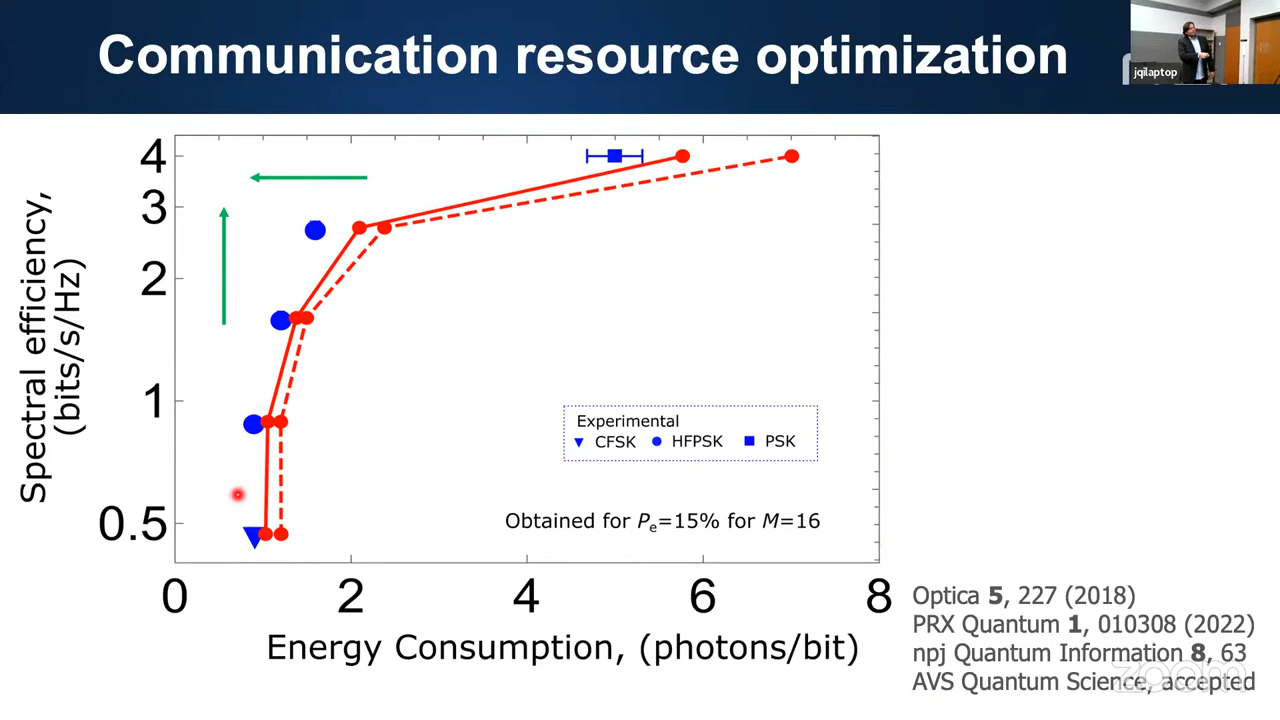 Communication resource optimization
jqilaptop
Spectral efficiency,
(bits/s/Hz)
4
3
2
1
0.5
Experimental
CFSK HFPSK PSK
Obtained for Pe=15% for M=16
0 2 4 6 8
Energy Consumption, (photons/bit)
Optica 5, 227 (2018)
PRX Quantum 1, 010308 (2022)
npj Quantum Information 8, 63
AVS Quantum Science, accepted
zoom